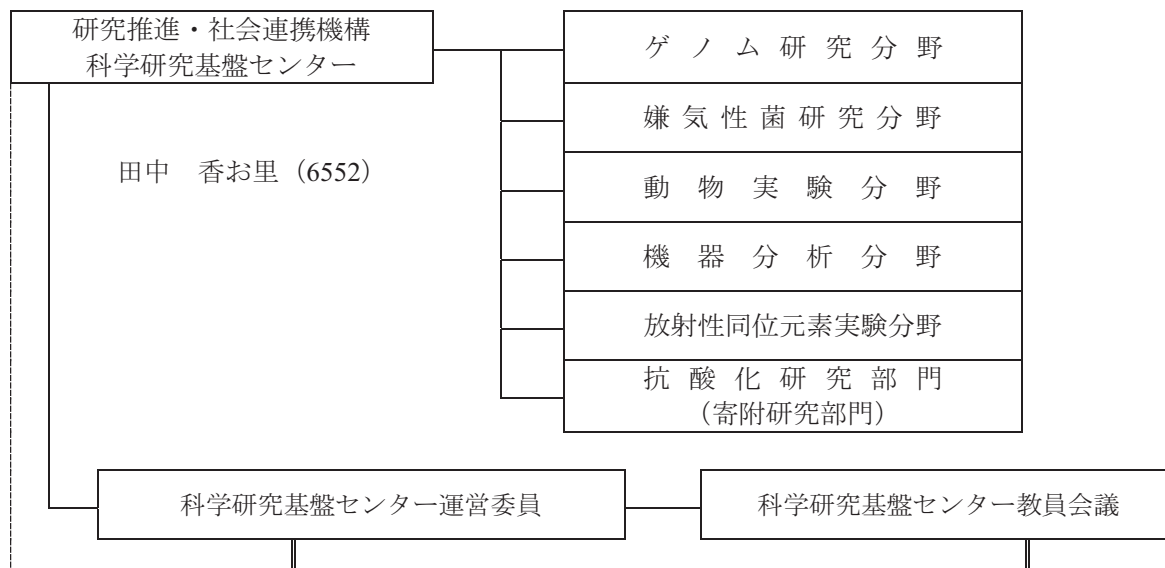 研究推進・社会連携機構
科学研究基盤センター
田中　香お里（6552）
ゲノム研究分野
嫌気性菌研究分野
動物実験分野
機器分析分野
放射性同位元素実験分野
抗酸化研究部門
（寄附研究部門）
科学研究基盤センター運営委員
科学研究基盤センター教員会議